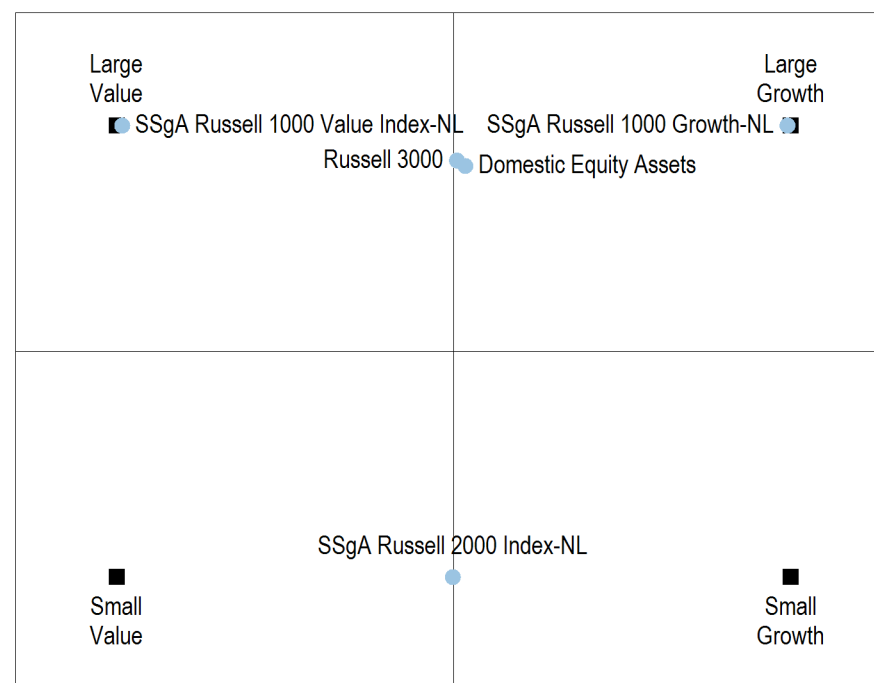 Large
Value
Large
Growth
SSgA Russell 1000 Value Index-NL
SSgA Russell 1000 Growth-NL
Russell 3000
Domestic Equity Assets
SSgA Russell 2000 Index-NL
Small
Value
Small
Growth